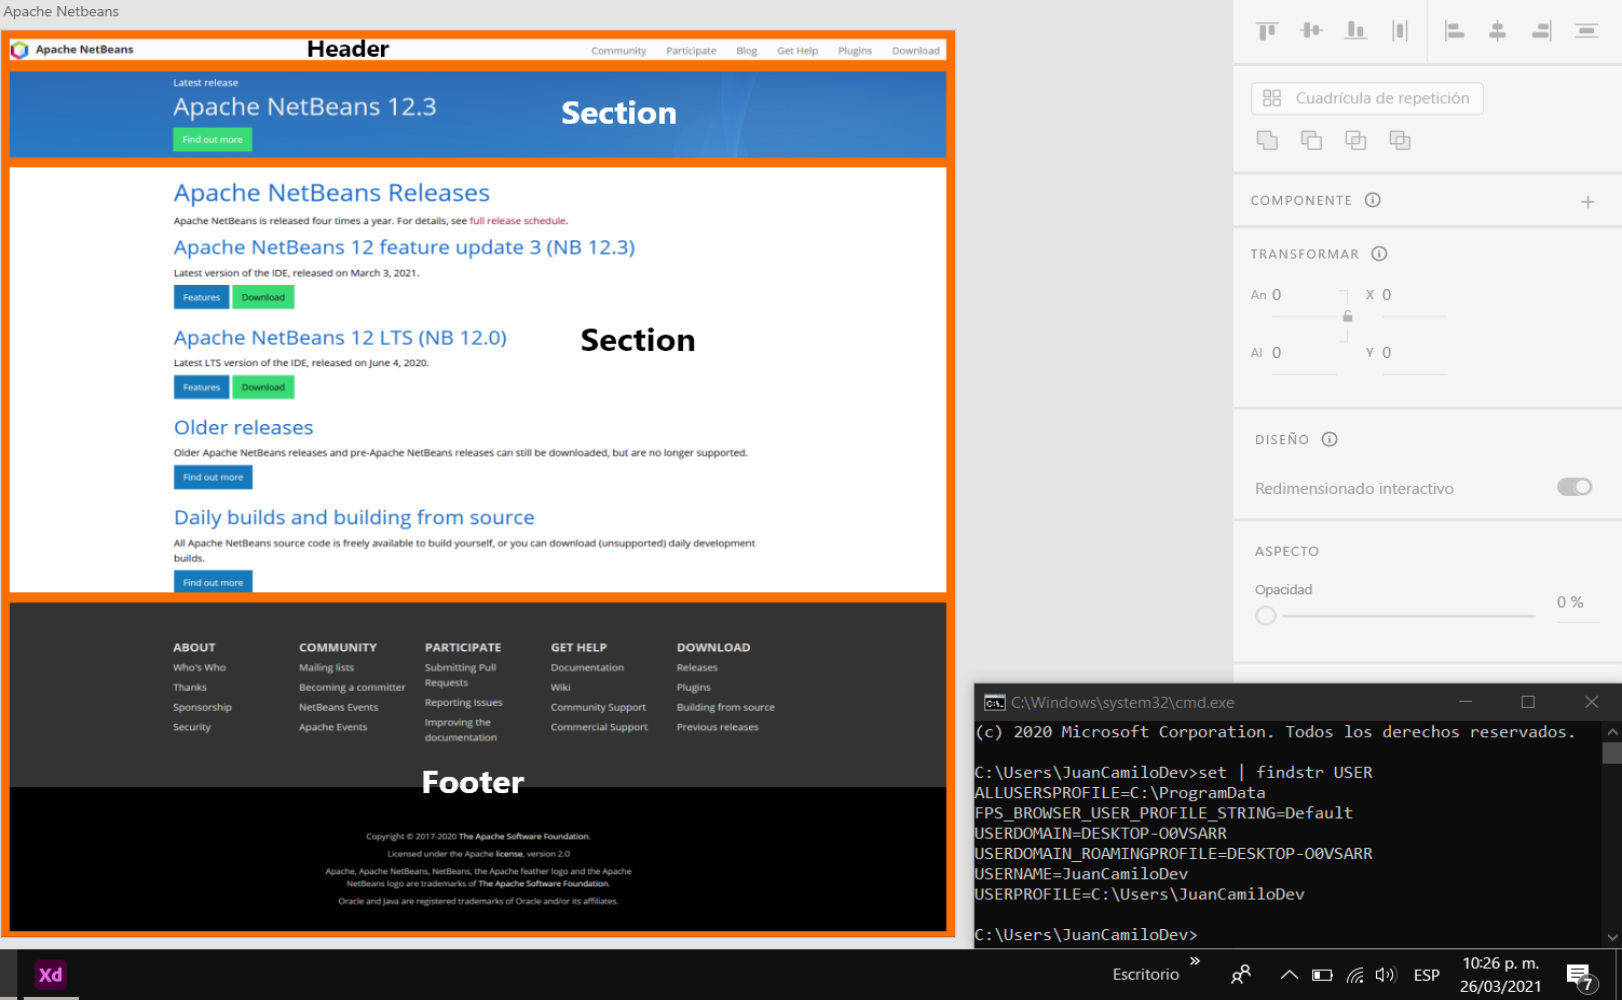 Apache Netbeans
Apache NetBeans
Header
Community Participate Blog Get Help Plugins Download
Latest release
Apache NetBeans 12.3
Section
Find out more
Apache NetBeans Releases
Apache NetBeans is released four times a year. For details, see full release schedule.
Apache NetBeans 12 feature update 3 (NB 12.3)
Latest version of the IDE, released on March 3, 2021.
Features Download
Apache NetBeans 12 LTS (NB 12.0)
Section
Latest LTS version of the IDE, released on June 4, 2020.
Features Download
Older releases
Older Apache NetBeans releases and pre-Apache NetBeans releases can still be downloaded, but are no longer supported.
Find out more
Daily builds and building from source
All Apache NetBeans source code is freely available to build yourself, or you can download (unsupported) daily development
builds.
Find out more
ABOUT
Who's Who
Thanks
Sponsorship
Security
COMMUNITY
Mailing lists
Becoming a committer
NetBeans Events
Apache Events
PARTICIPATE
Submitting Pull
Requests
Reporting Issues
Improving the
documentation
GET HELP
Documentation
Wiki
Community Support
Commercial Support
DOWNLOAD
Releases
Plugins
Building from source
Previous releases
Footer
Copyright © 2017-2020 The Apache Software Foundation.
Licensed under the Apache license, version 2.0
Apache, Apache NetBeans, NetBeans, the Apache feather logo and the Apache
NetBeans logo are trademarks of The Apache Software Foundation.
Oracle and Java are registered trademarks of Oracle and/or its affiliates.
Cuadrícula de repetición
COMPONENTE
TRANSFORMAR
An 0 X 0
Al 0 Y 0
DISEÑO
Redimensionado interactivo
ASPECTO
Opacidad
0 %
C:\Windows\system32\cmd.exe
(c) 2020 Microsoft Corporation. Todos los derechos reservados.
C:\Users\JuanCamiloDev>set | findstr USER
ALLUSERSPROFILE=C:\ProgramData
FPS_BROWSER_USER_PROFILE_STRING=Default
USERDOMAIN=DESKTOP-O0VSARR
USERDOMAIN_ROAMINGPROFILE=DESKTOP-O0VSARR
USERNAME=JuanCamiloDev
USERPROFILE=C:\Users\JuanCamiloDev
C:\Users\JuanCamiloDev>
Xd
Escritorio » ESP
10:26 p. m.
26/03/2021
7